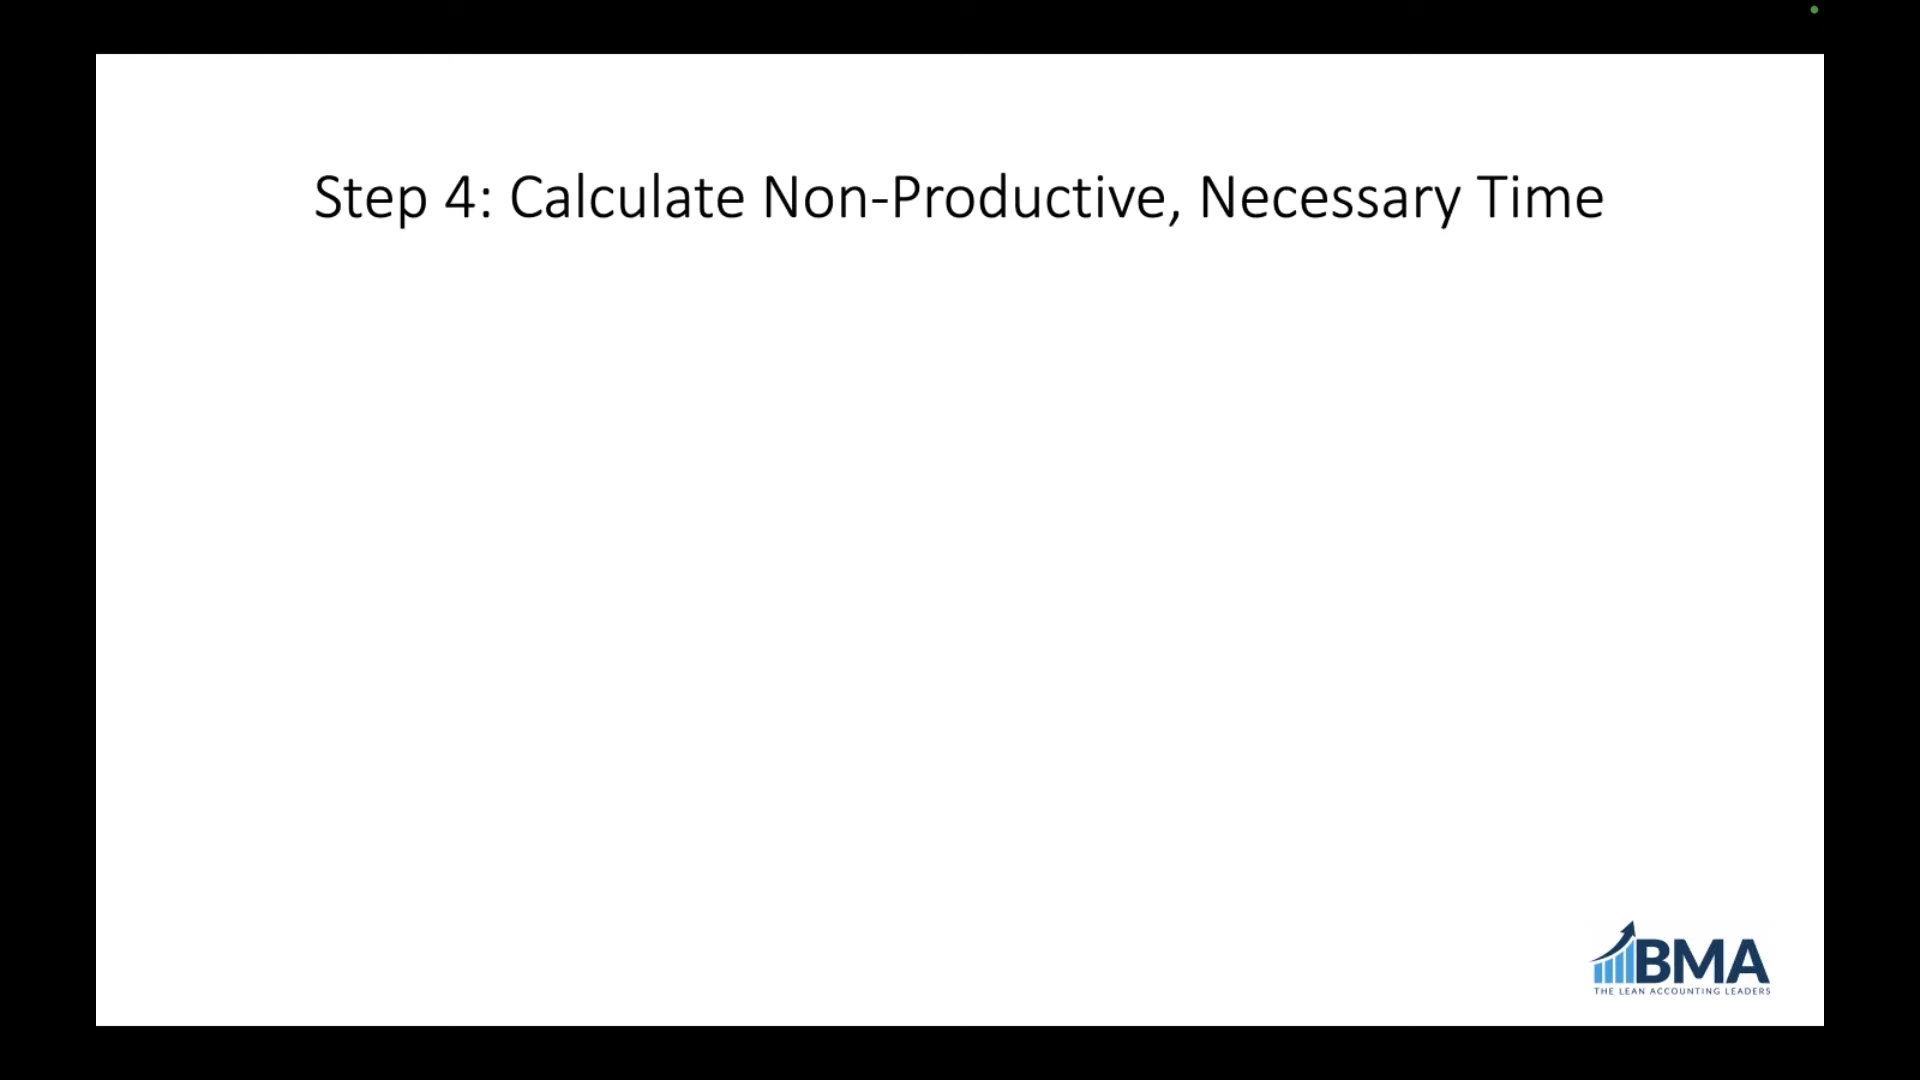 Step 4: Calculate Non-Productive, Necessary Time
BMA
THE LEAN ACCOUNTING LEADERS